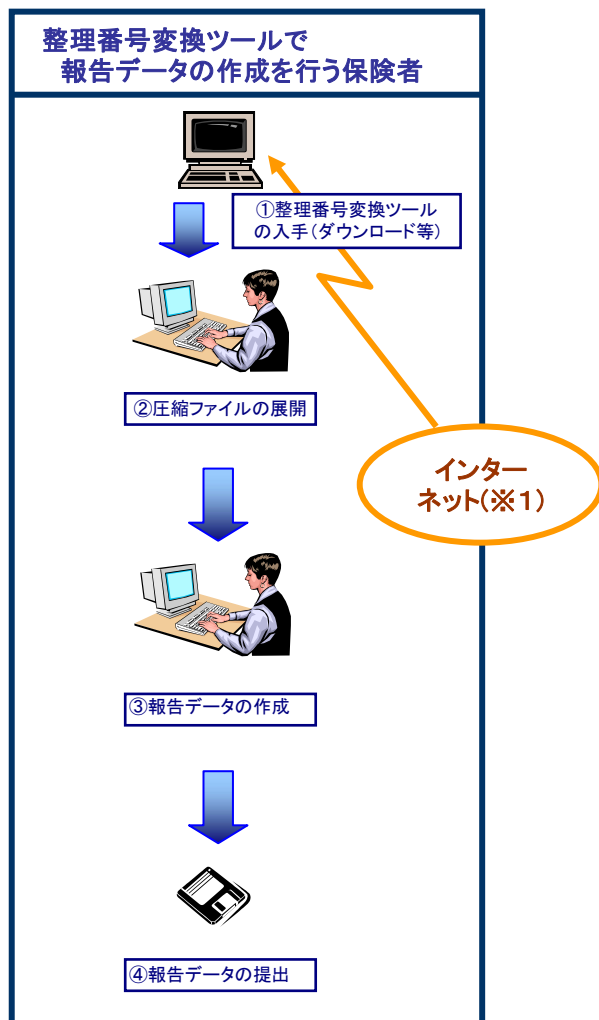 整理番号変換ツールで
報告データの作成を行う保険者
①整理番号変換ツール
の入手(ダウンロード等)
②圧縮ファイルの展開
インター
ネット(※1)
③報告データの作成
④報告データの提出